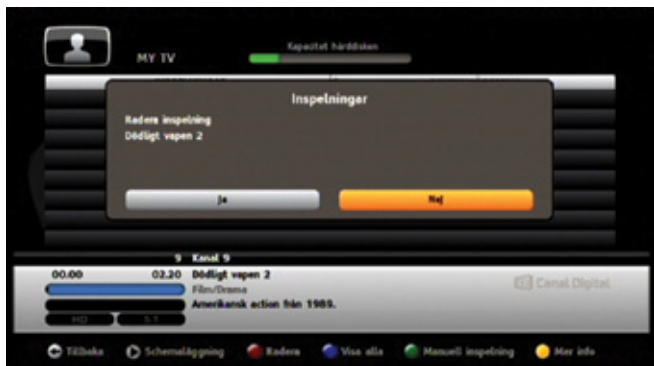 MY TV
Kapacitet hårddisken
Inspelningar
Radera inspelning
Dödligt vapen 2
Ja
Nej
9 Kanal 9
00.00 02.20 Dödligt vapen 2
Film/Drama
Amerikansk action från 1989.
Canal Digital
HD 5.1
Tillbaka Schemaläggning Radera Visa alla Manuell inspelning Mer info